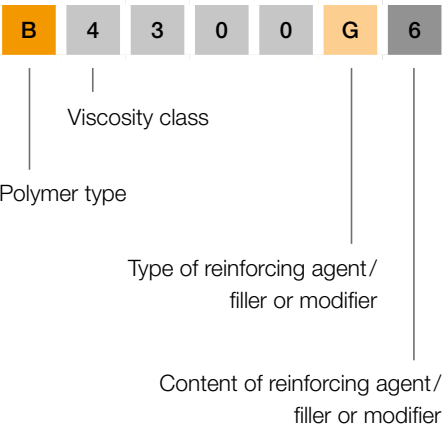 B 4 3 0 0 G 6
Viscosity class
Polymer type
Type of reinforcing agent/
filler or modifier
Content of reinforcing agent/
filler or modifier